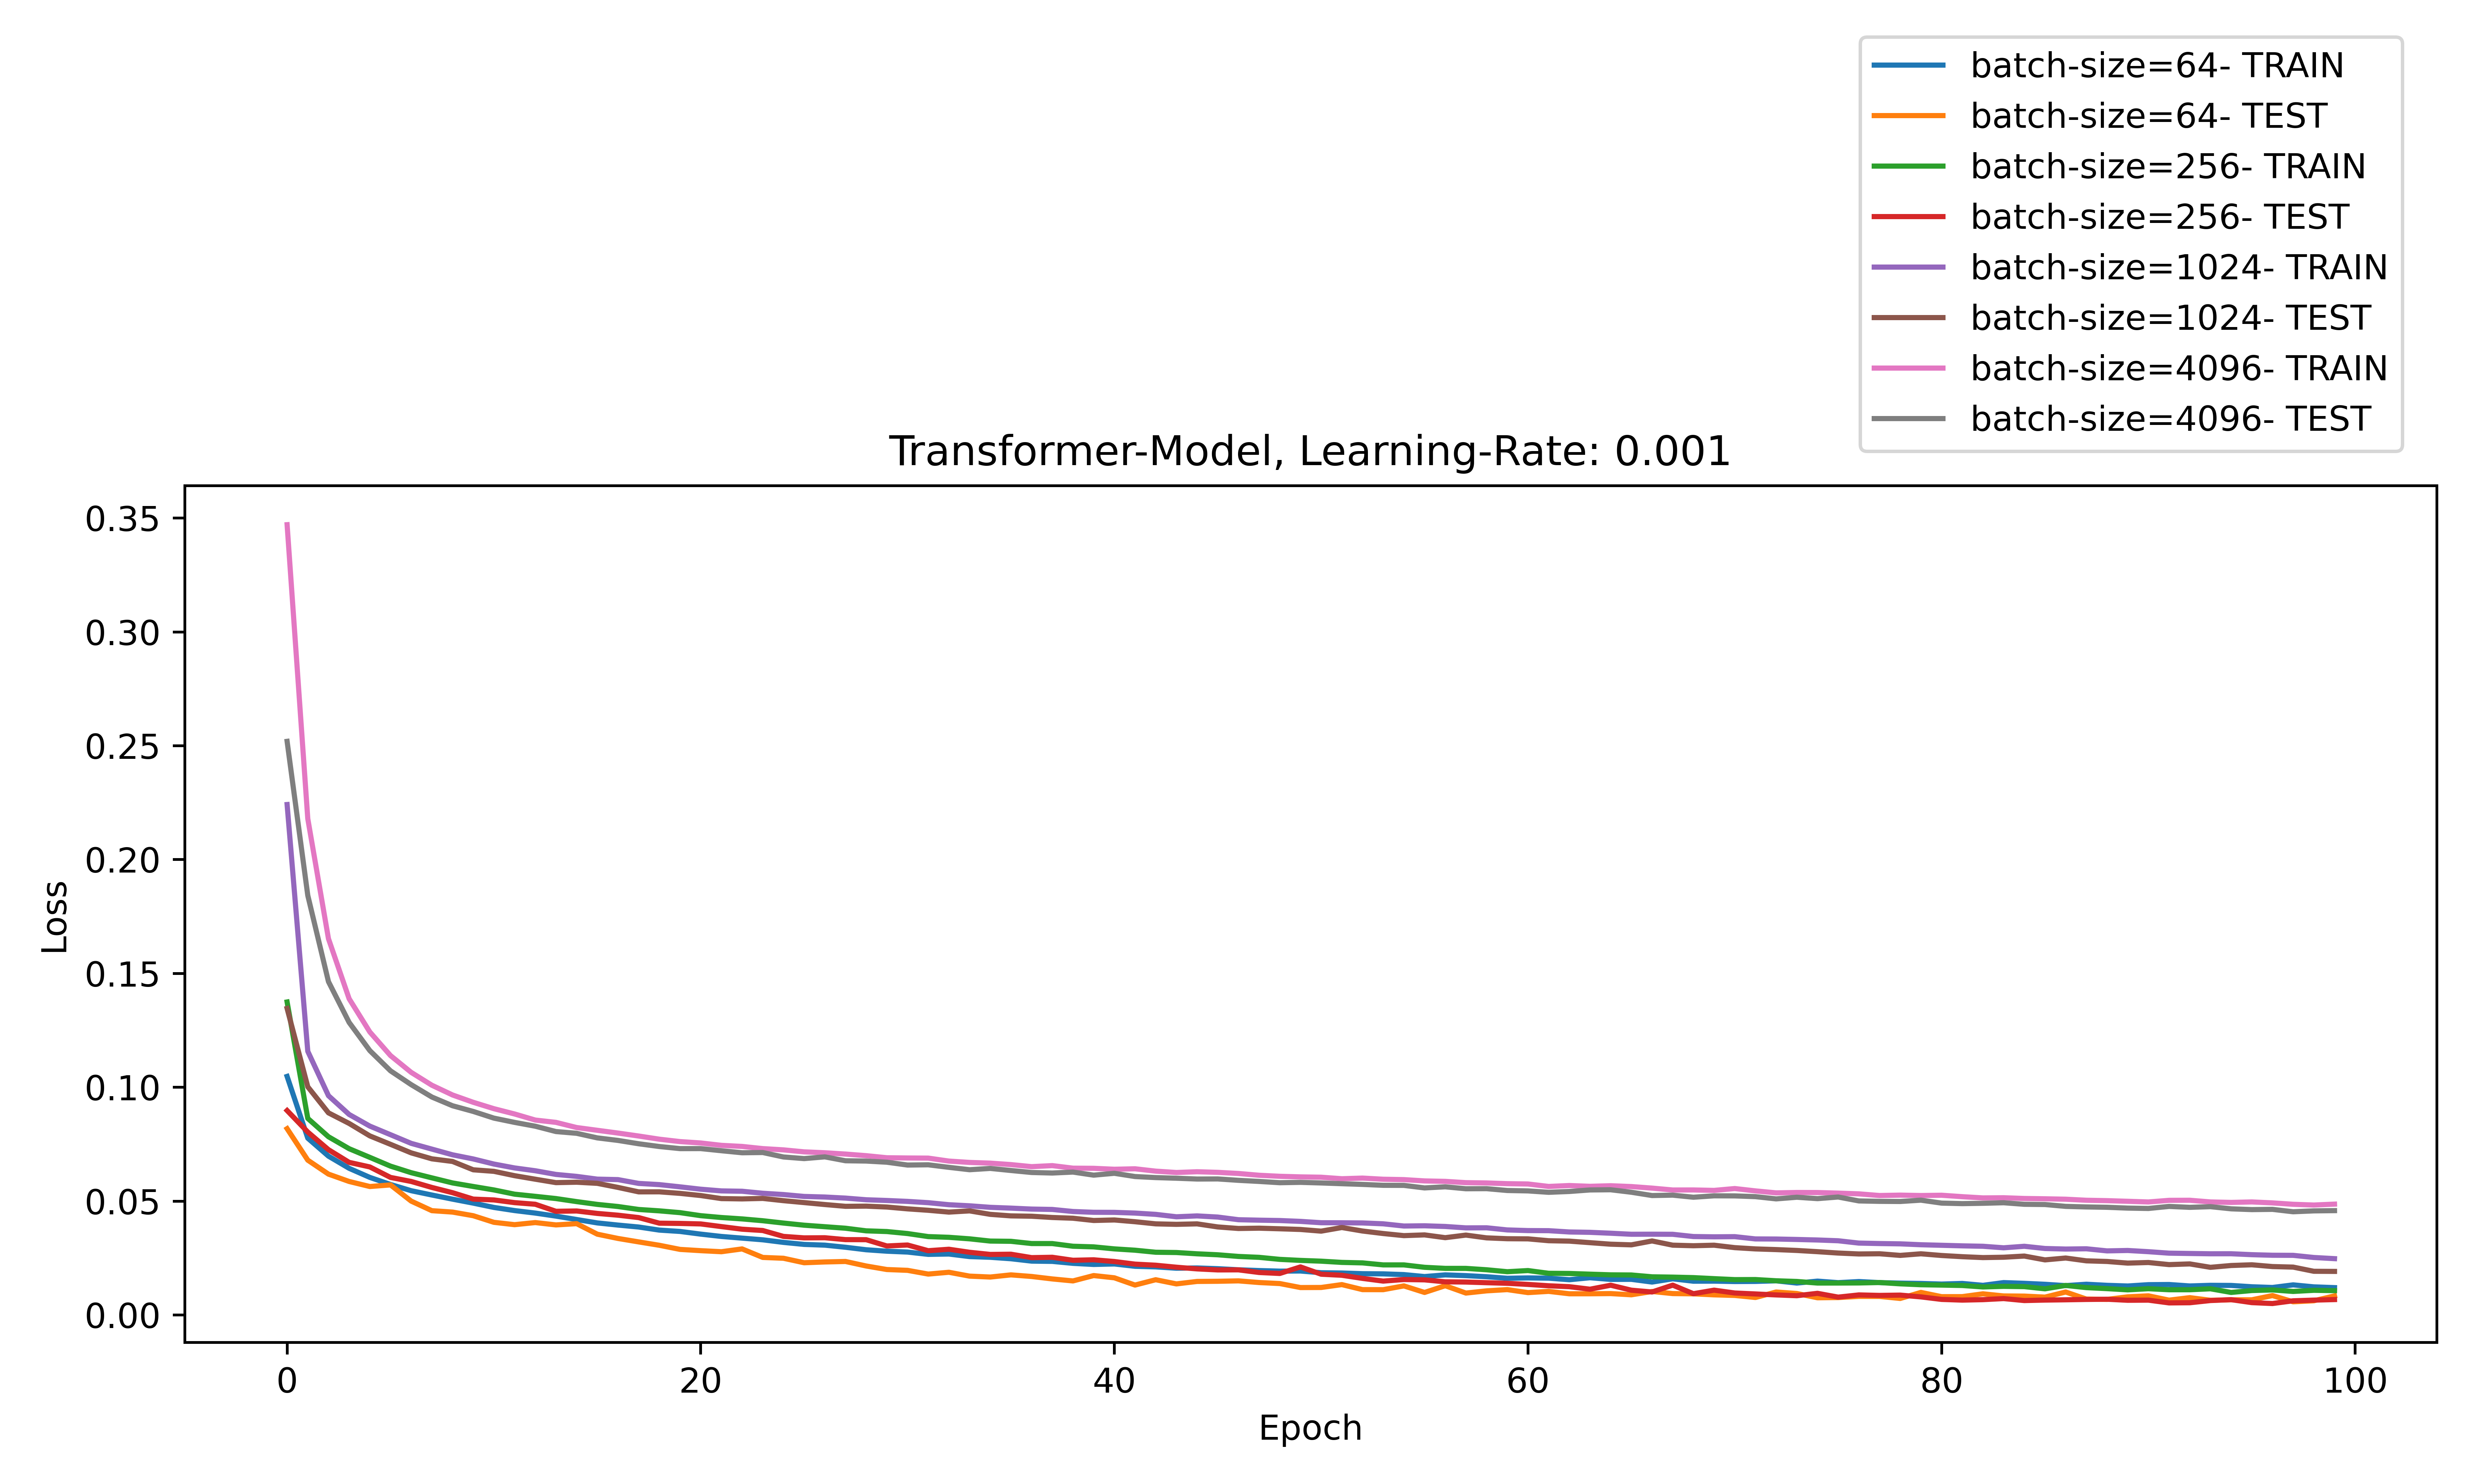 batch-size=64- TRAIN
batch-size=64- TEST
batch-size=256- TRAIN
batch-size=256- TEST
batch-size=1024- TRAIN
batch-size=1024- TEST
batch-size=4096- TRAIN
batch-size=4096- TEST
Transformer-Model, Learning-Rate: 0.001
0.35
0.30
0.25
0.20
0.15
0.10
0.05
0.00
Loss
0 20 40 60 80 100
Epoch